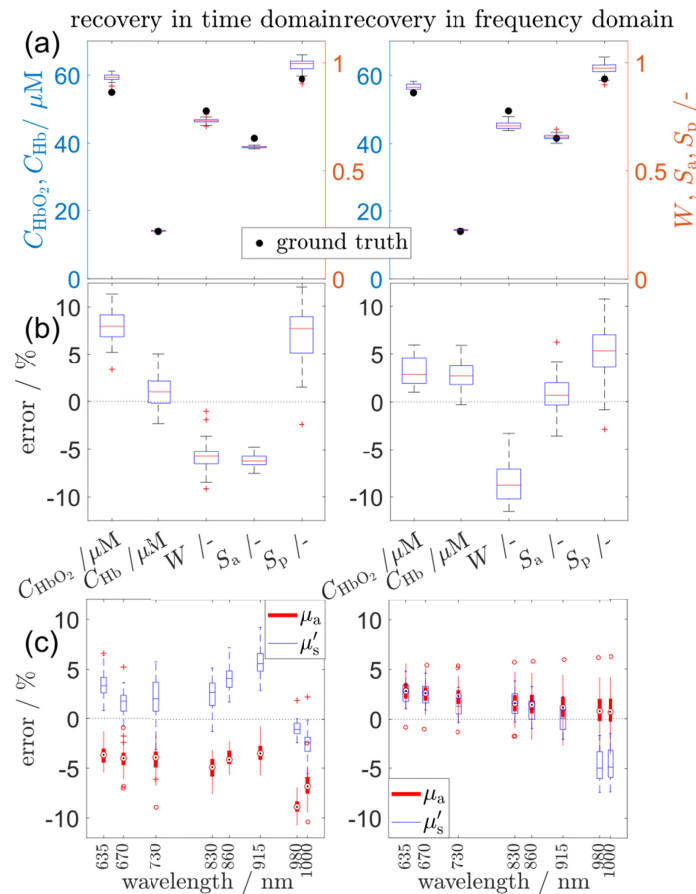 recovery in time domain recovery in frequency domain
(a)
60
40
20
0
1
0.5
0
60
40
20
0
1
0.5
0
C_HbO₂, C_Hb / μM
W, S_a, S_p /-
ground truth
(b)
10
5
0
-5
-10
10
5
0
-5
-10
error / %
C_HbO₂ /μM
C_Hb /μM
W /-
S_a /-
S_p /-
C_HbO₂ /μM
C_Hb /μM
W /-
S_a /-
S_p /-
(c)
10
5
0
-5
-10
10
5
0
-5
-10
error / %
μ_a
μ′_s
μ_a
μ′_s
635
670
730
830
860
915
980
1000
635
670
730
830
860
915
980
1000
wavelength / nm
wavelength / nm